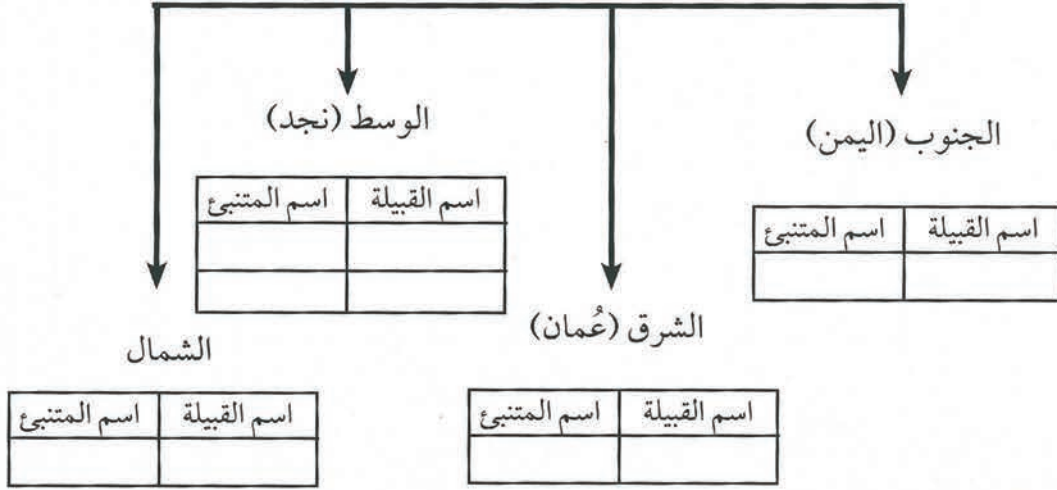 الجنوب (اليمن)
اسم القبيلة اسم المتنبئ
الوسط (نجد)
اسم القبيلة اسم المتنبئ
الشرق (عُمان)
اسم القبيلة اسم المتنبئ
الشمال
اسم القبيلة اسم المتنبئ